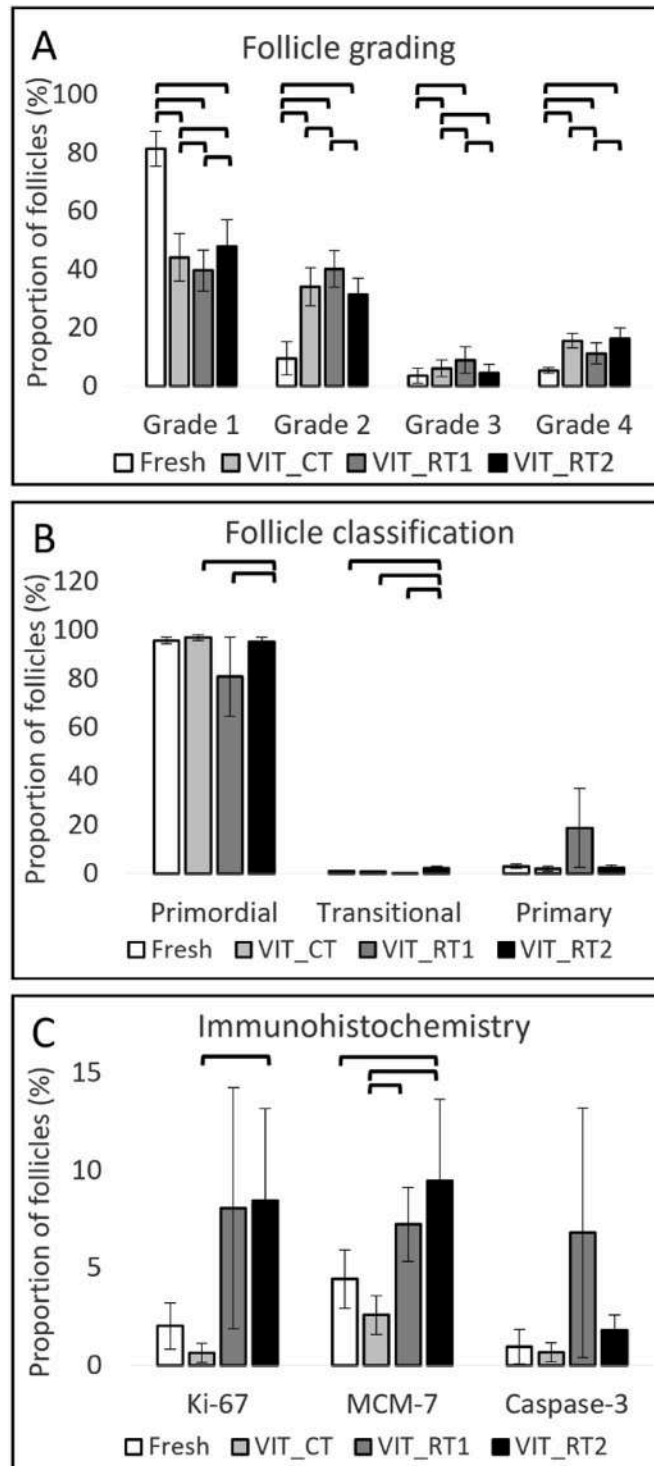 A
Follicle grading
Proportion of follicles (%)
100
80
60
40
20
0
Grade 1 Grade 2 Grade 3 Grade 4
Fresh VIT_CT VIT_RT1 VIT_RT2
B
Follicle classification
Proportion of follicles (%)
120
100
80
60
40
20
0
Primordial Transitional Primary
Fresh VIT_CT VIT_RT1 VIT_RT2
C
Immunohistochemistry
Proportion of follicles (%)
15
10
5
0
Ki-67 MCM-7 Caspase-3
Fresh VIT_CT VIT_RT1 VIT_RT2